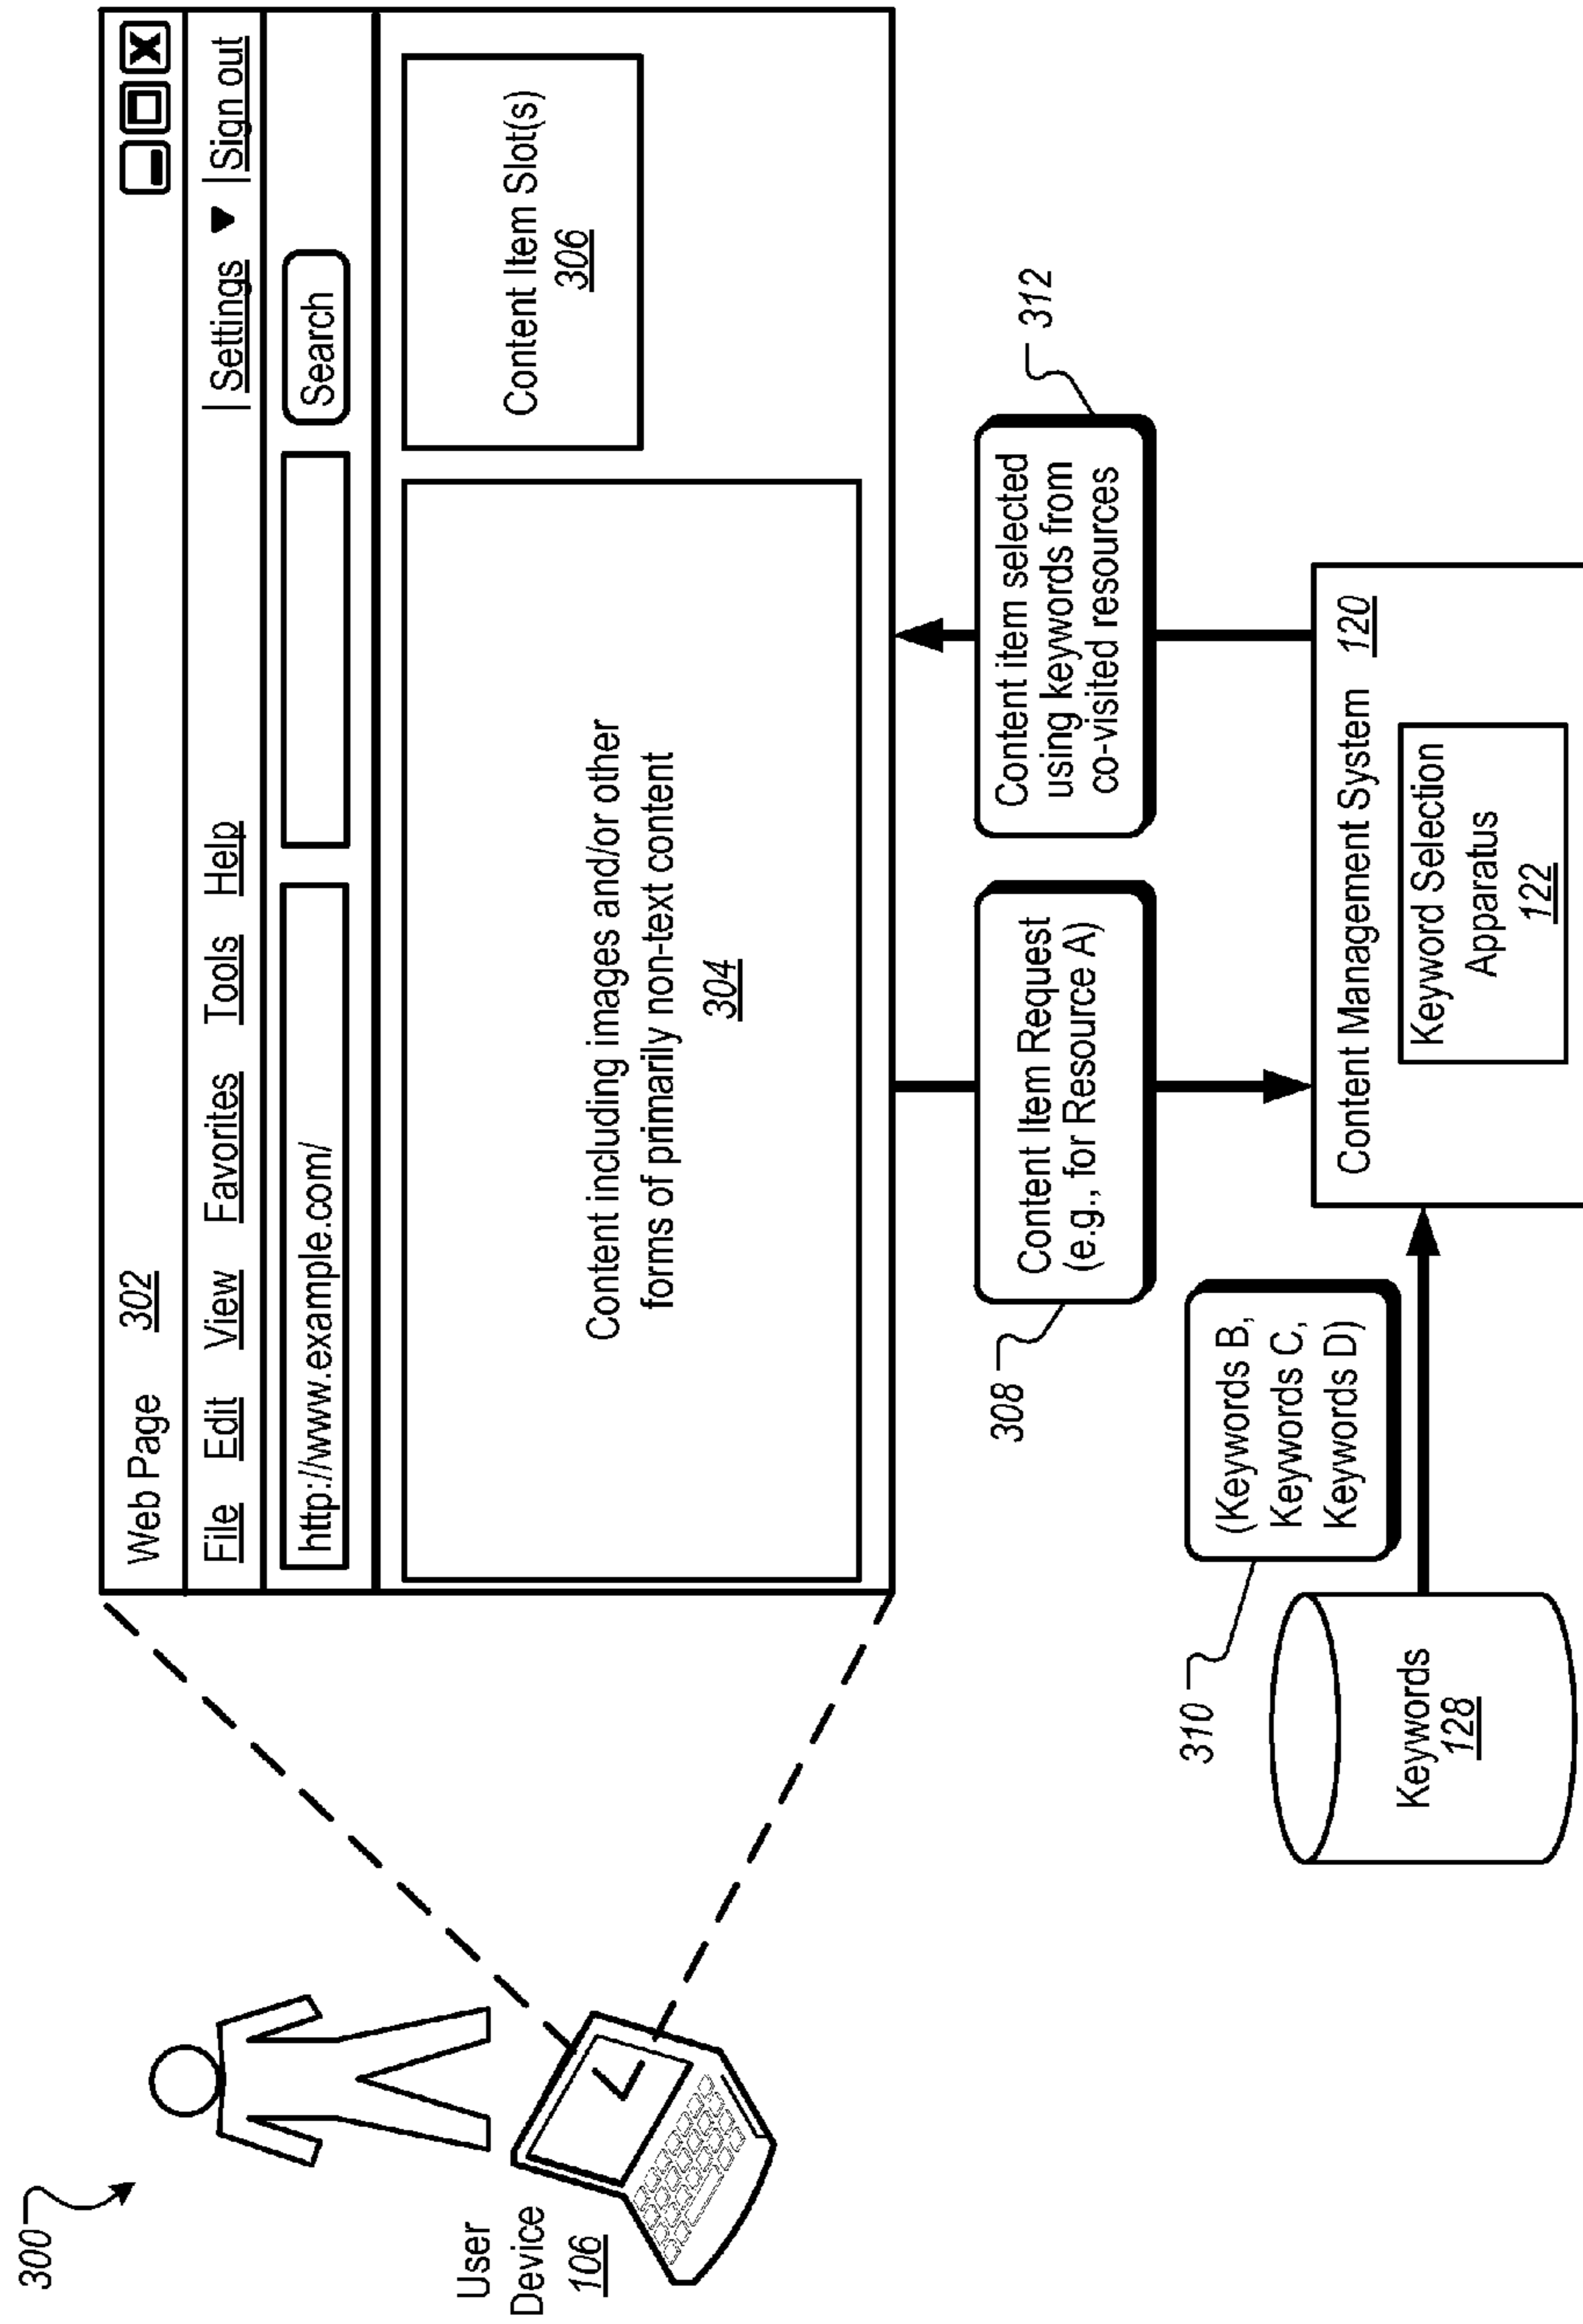 300
User
Device
106
Web Page 302
File Edit View Favorites Tools Help |Settings ▼ |Sign out
http://www.example.com/ Search
Content including images and/or other
forms of primarily non-text content
304
Content Item Slot(s)
306
308
Content Item Request
(e.g., for Resource A)
Content item selected
using keywords from
co-visited resources
312
310
(Keywords B,
Keywords C,
Keywords D)
Keywords
128
Content Management System 120
Keyword Selection
Apparatus
122